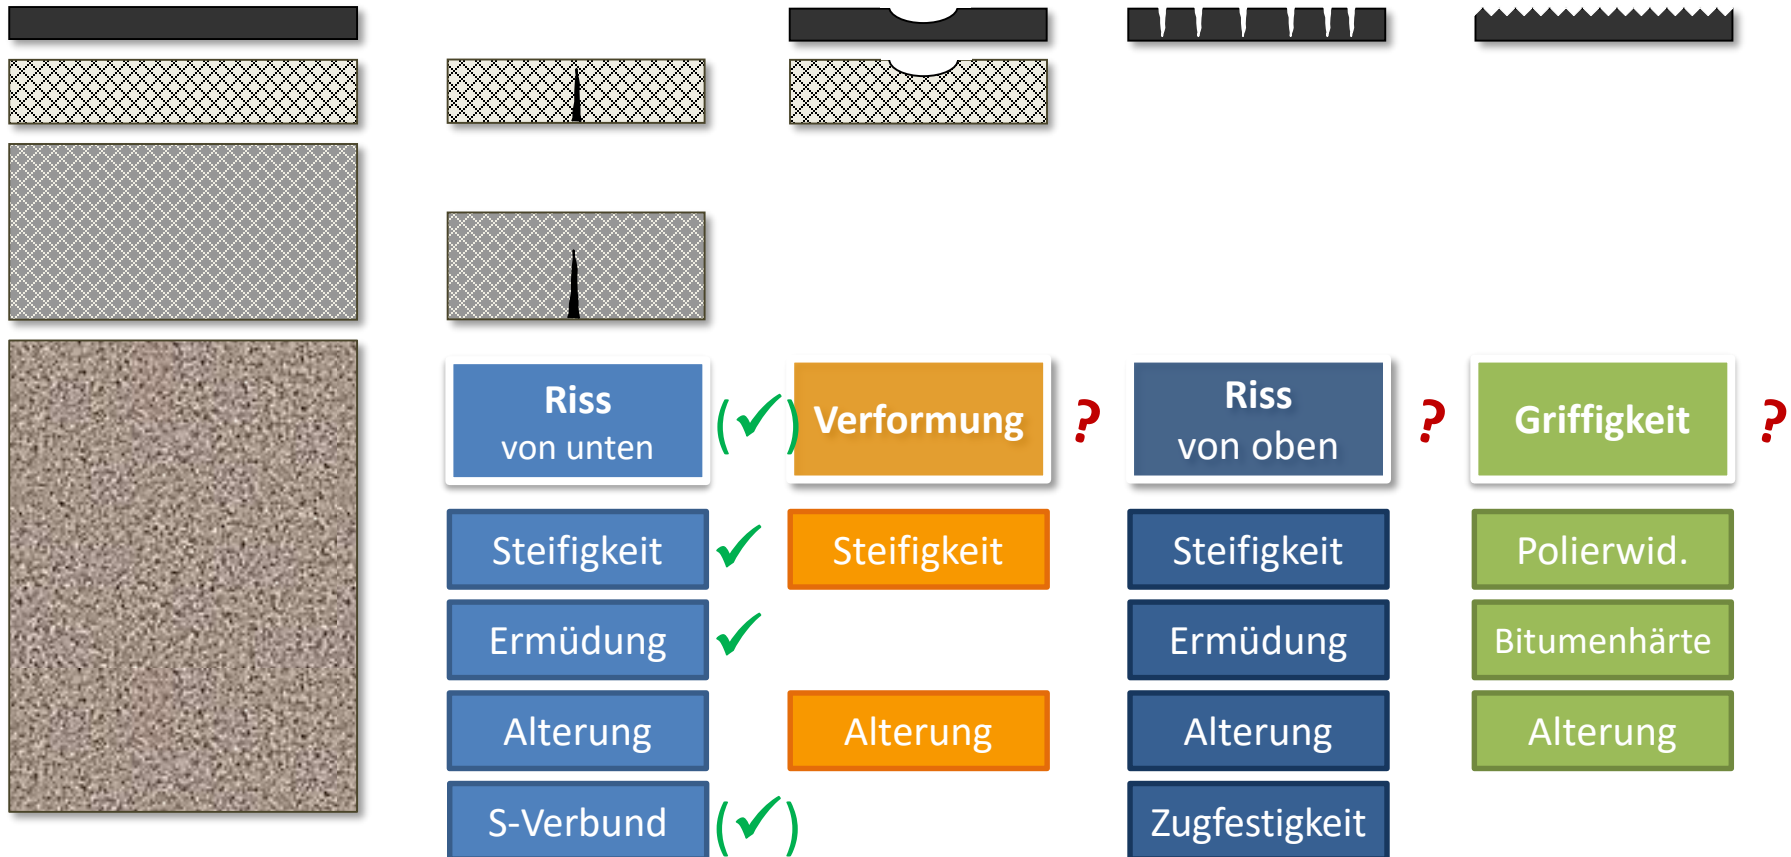 Riss
von unten
(✓)
Verformung
?
Riss
von oben
?
Griffigkeit
?
Steifigkeit
✓
Steifigkeit
Steifigkeit
Polierwid.
Ermüdung
✓
Ermüdung
Bitumenhärte
Alterung
Alterung
Alterung
Alterung
S-Verbund
(✓)
Zugfestigkeit